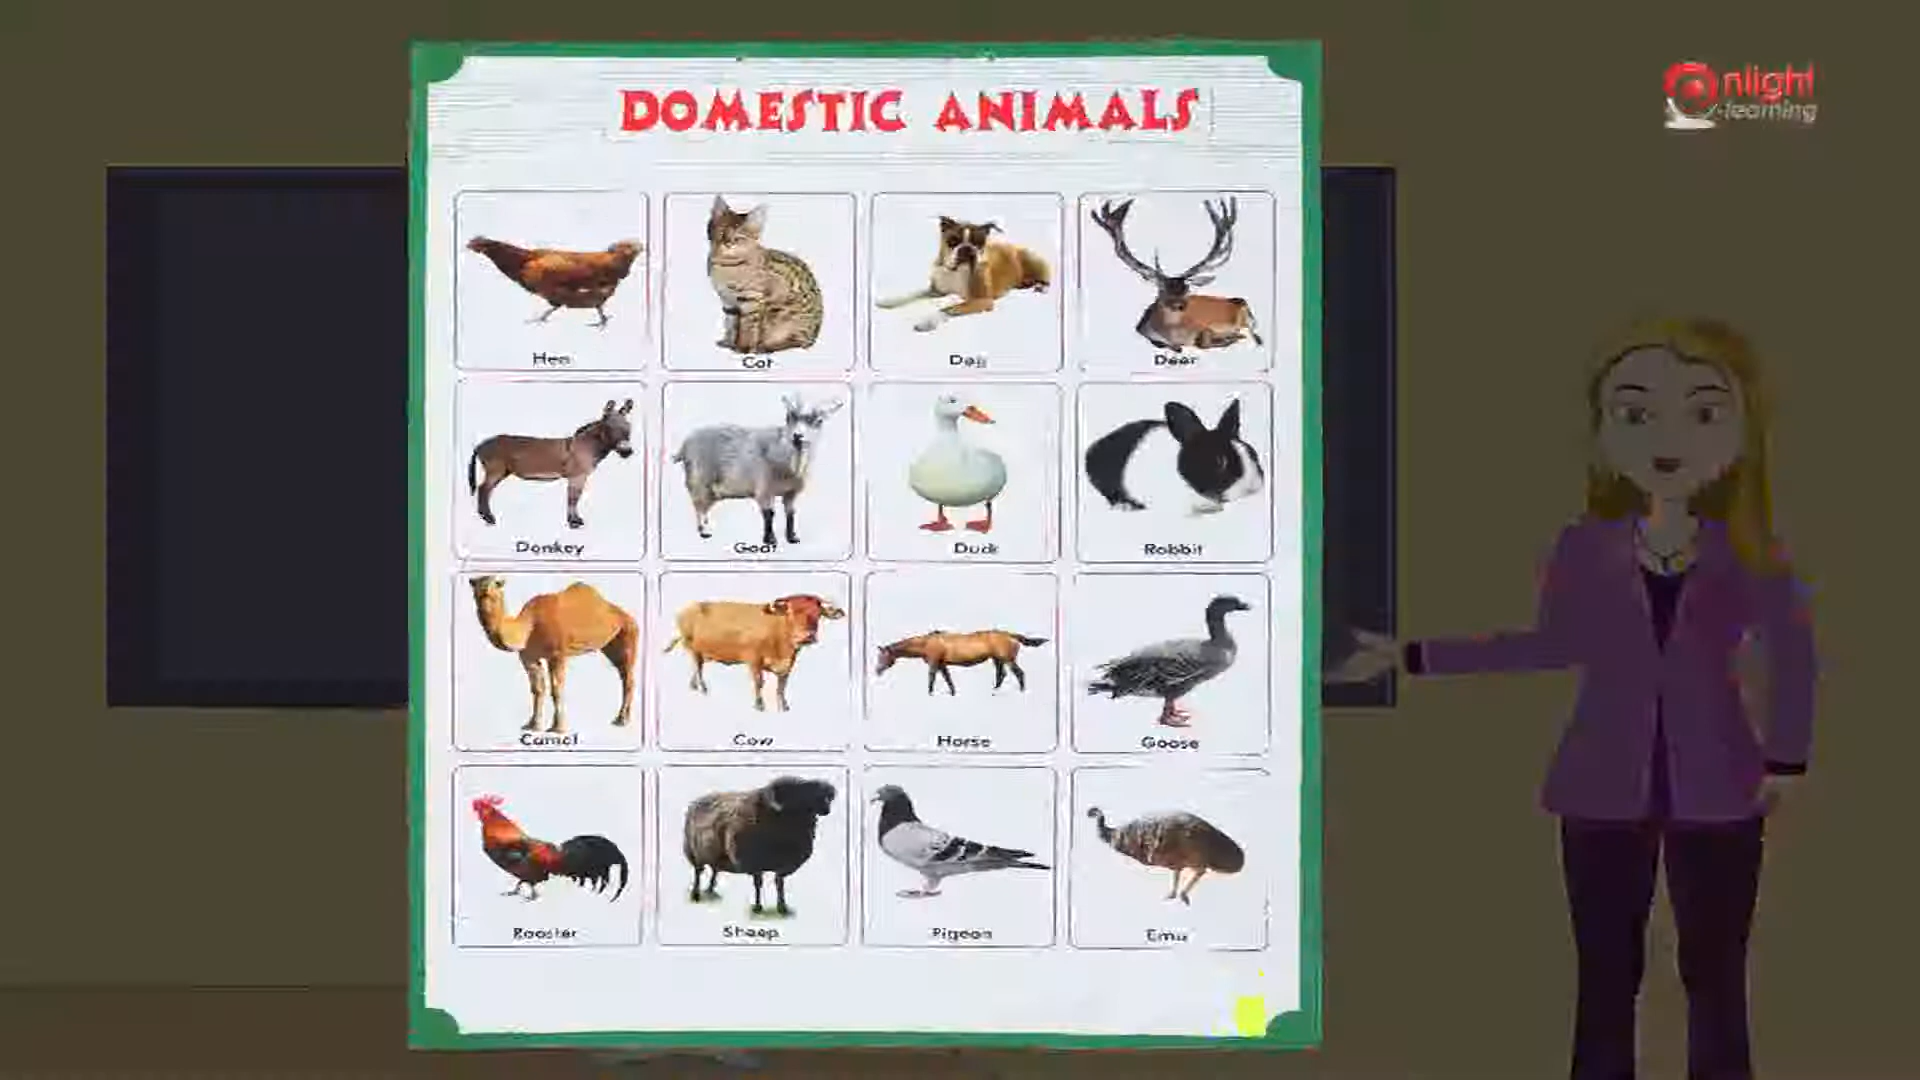 DOMESTIC ANIMALS
nlight
e-learning
Hen
Cat
Dog
Deer
Donkey
Goat
Duck
Rabbit
Camel
Cow
Horse
Goose
Rooster
Sheep
Pigeon
Emu